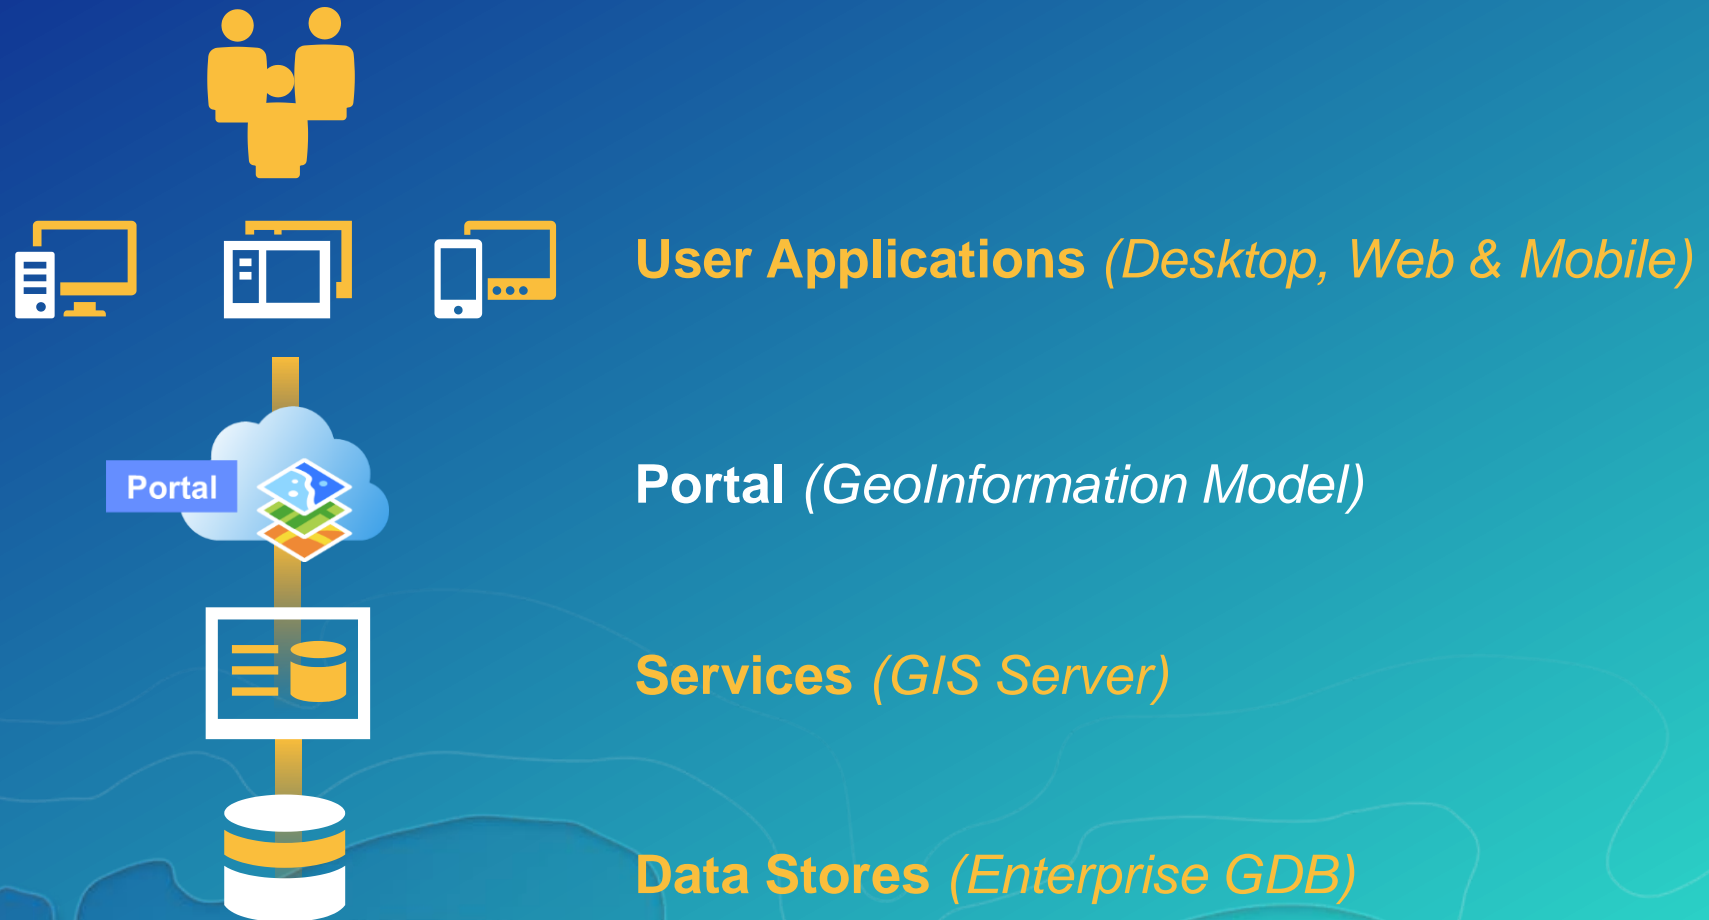 User Applications (Desktop, Web & Mobile)
Portal
Portal (GeoInformation Model)
Services (GIS Server)
Data Stores (Enterprise GDB)